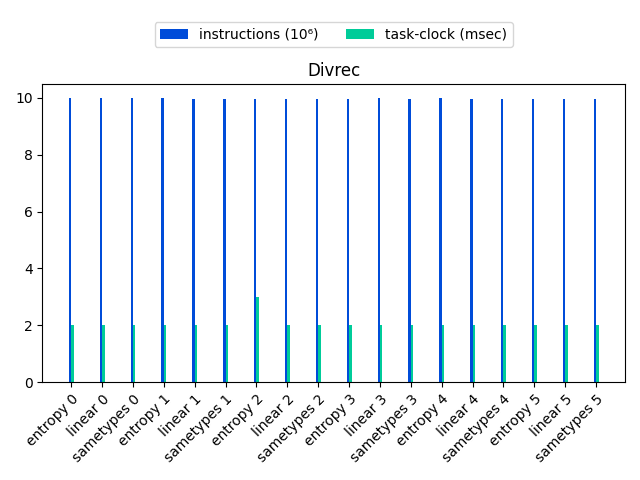 instructions (10⁶) task-clock (msec)
Divrec
10
8
6
4
2
0
entropy 0 linear 0 sametypes 0 entropy 1 linear 1 sametypes 1 entropy 2 linear 2 sametypes 2 entropy 3 linear 3 sametypes 3 entropy 4 linear 4 sametypes 4 entropy 5 linear 5 sametypes 5